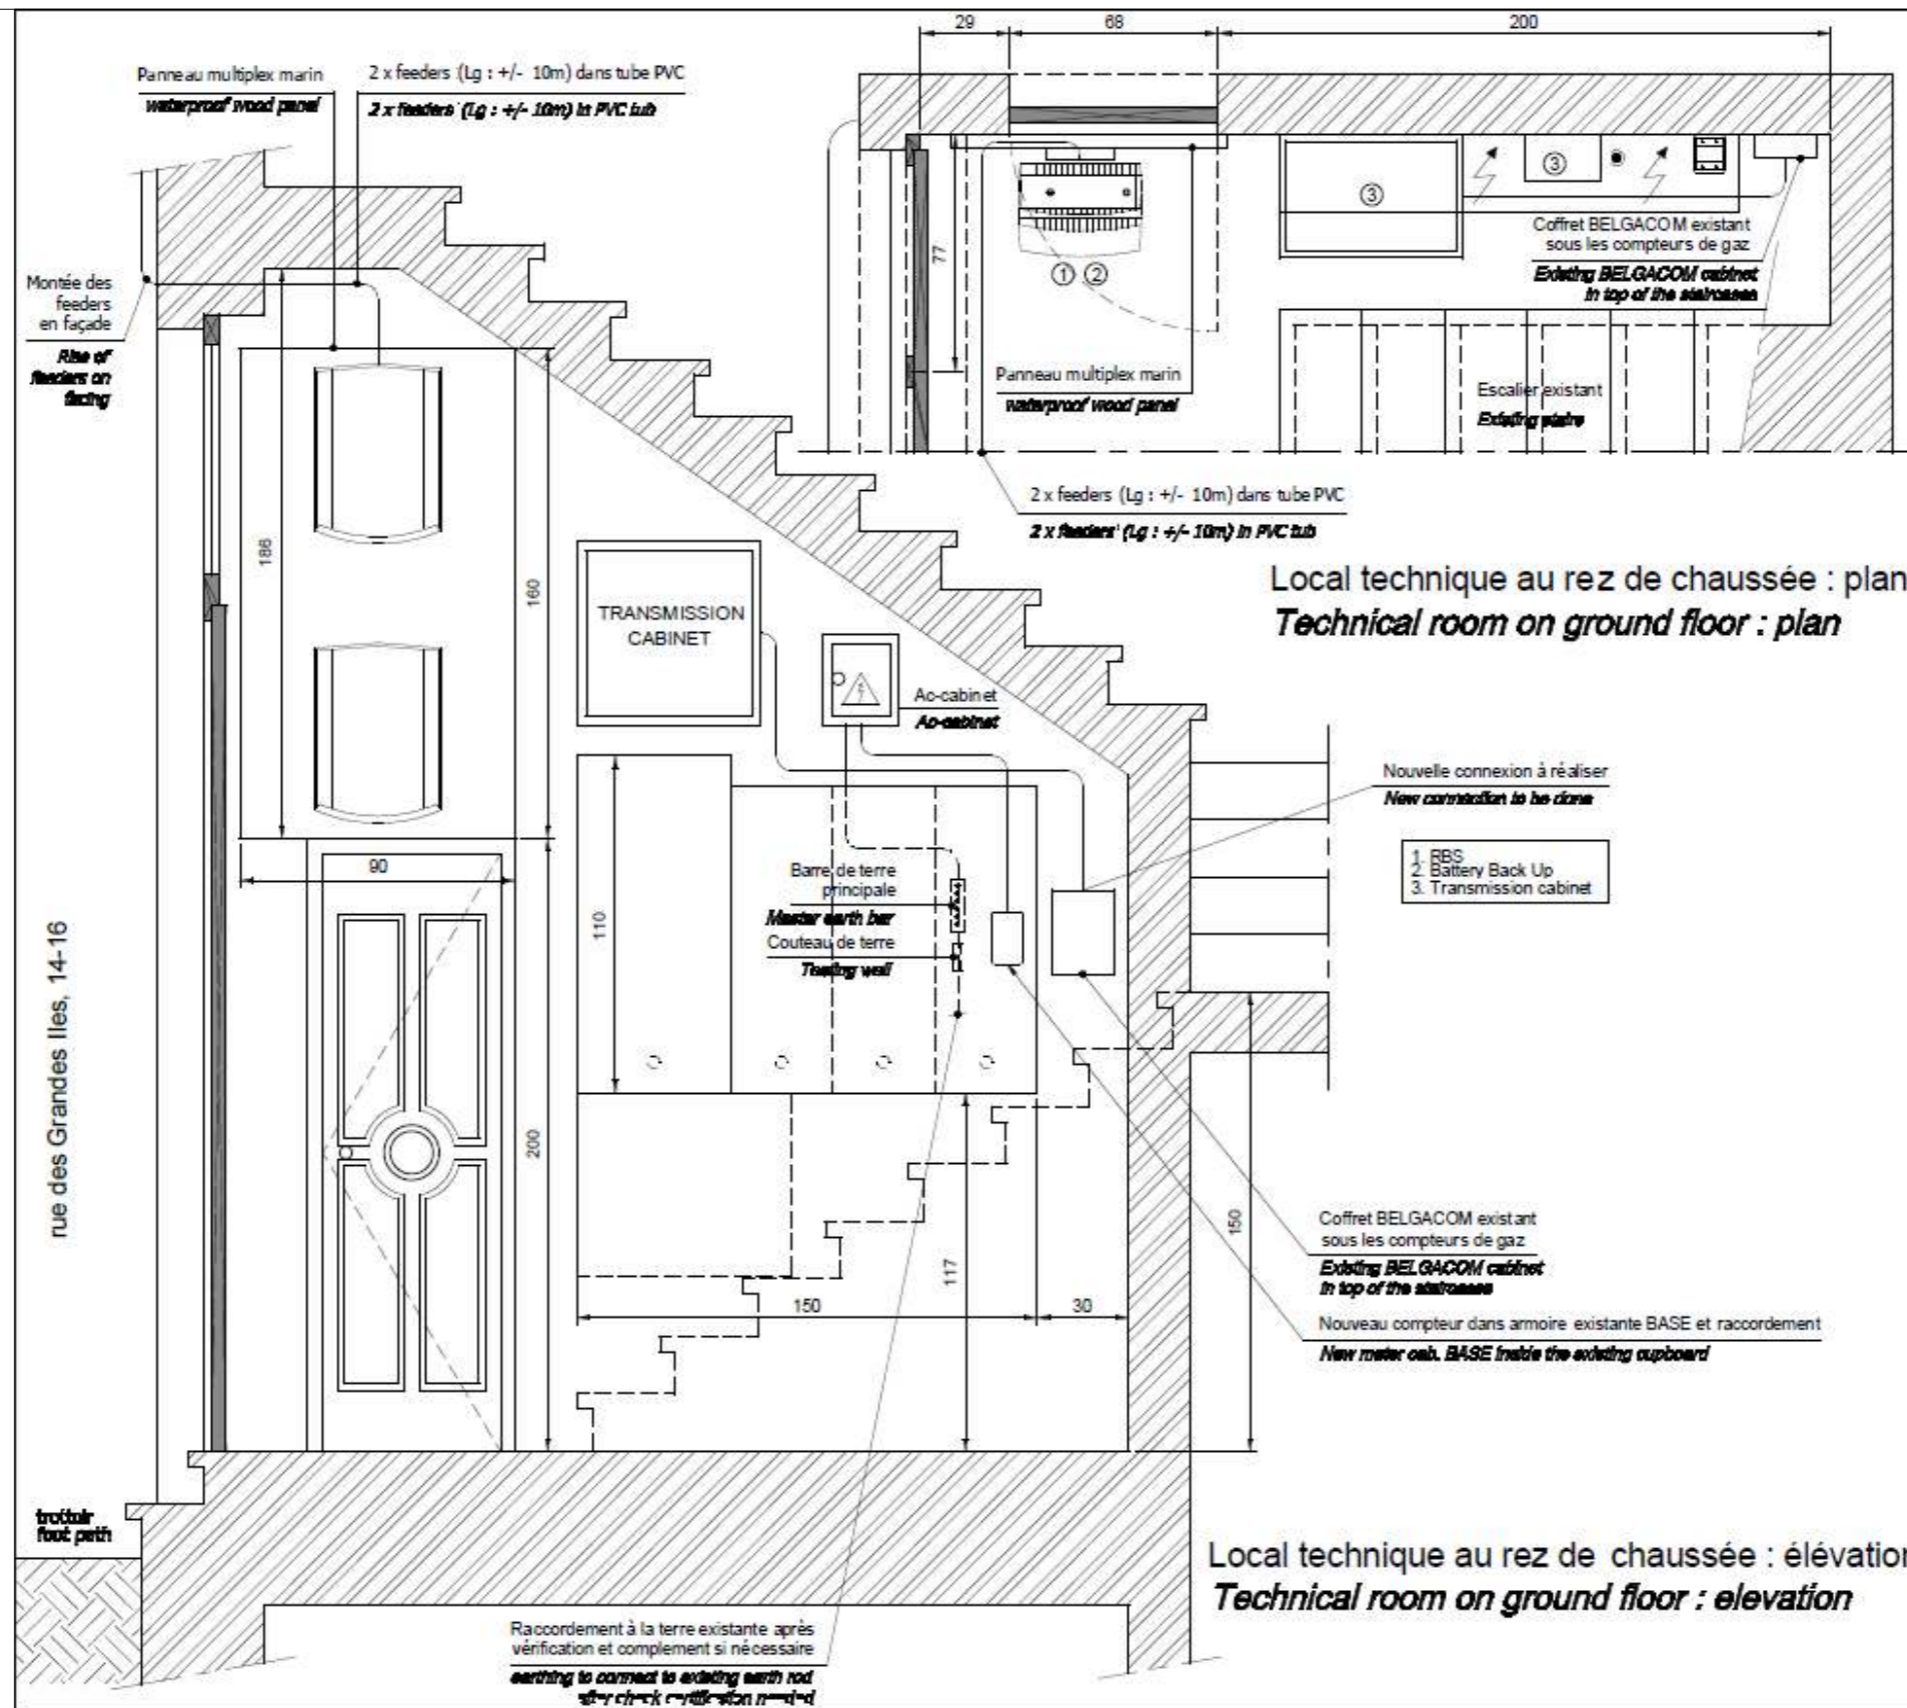 29
68
200
Panneau multiplex marin
waterproof wood panel
2 x feeders (Lg : +/- 10m) dans tube PVC
2 x feeders (Lg : +/- 10m) in PVC tub
Montée des
feeders
en façade
Rise of
feeders on
facing
77
3
3
1 2
Coffret BELGACOM existant
sous les compteurs de gaz
Existing BELGACOM cabinet
in top of the staircases
Panneau multiplex marin
waterproof wood panel
Escalier existant
Existing stairs
2 x feeders (Lg : +/- 10m) dans tube PVC
2 x feeders (Lg : +/- 10m) in PVC tub
Local technique au rez de chaussée : plan
Technical room on ground floor : plan
186
160
TRANSMISSION
CABINET
Ac-cabinet
Ac-cabinet
Nouvelle connexion à réaliser
New connection to be done
1. RBS
2. Battery Back Up
3. Transmission cabinet
90
110
Barre de terre
principale
Master earth bar
Couteau de terre
Testing well
rue des Grandes Iles, 14-16
200
117
150
150
30
Coffret BELGACOM existant
sous les compteurs de gaz
Existing BELGACOM cabinet
in top of the staircases
Nouveau compteur dans armoire existante BASE et raccordement
New meter cab. BASE inside the existing cupboard
trottoir
foot path
Local technique au rez de chaussée : élévation
Technical room on ground floor : elevation
Raccordement à la terre existante après
vérification et complement si nécessaire
earthing to connect to existing earth rod
after check certification needed